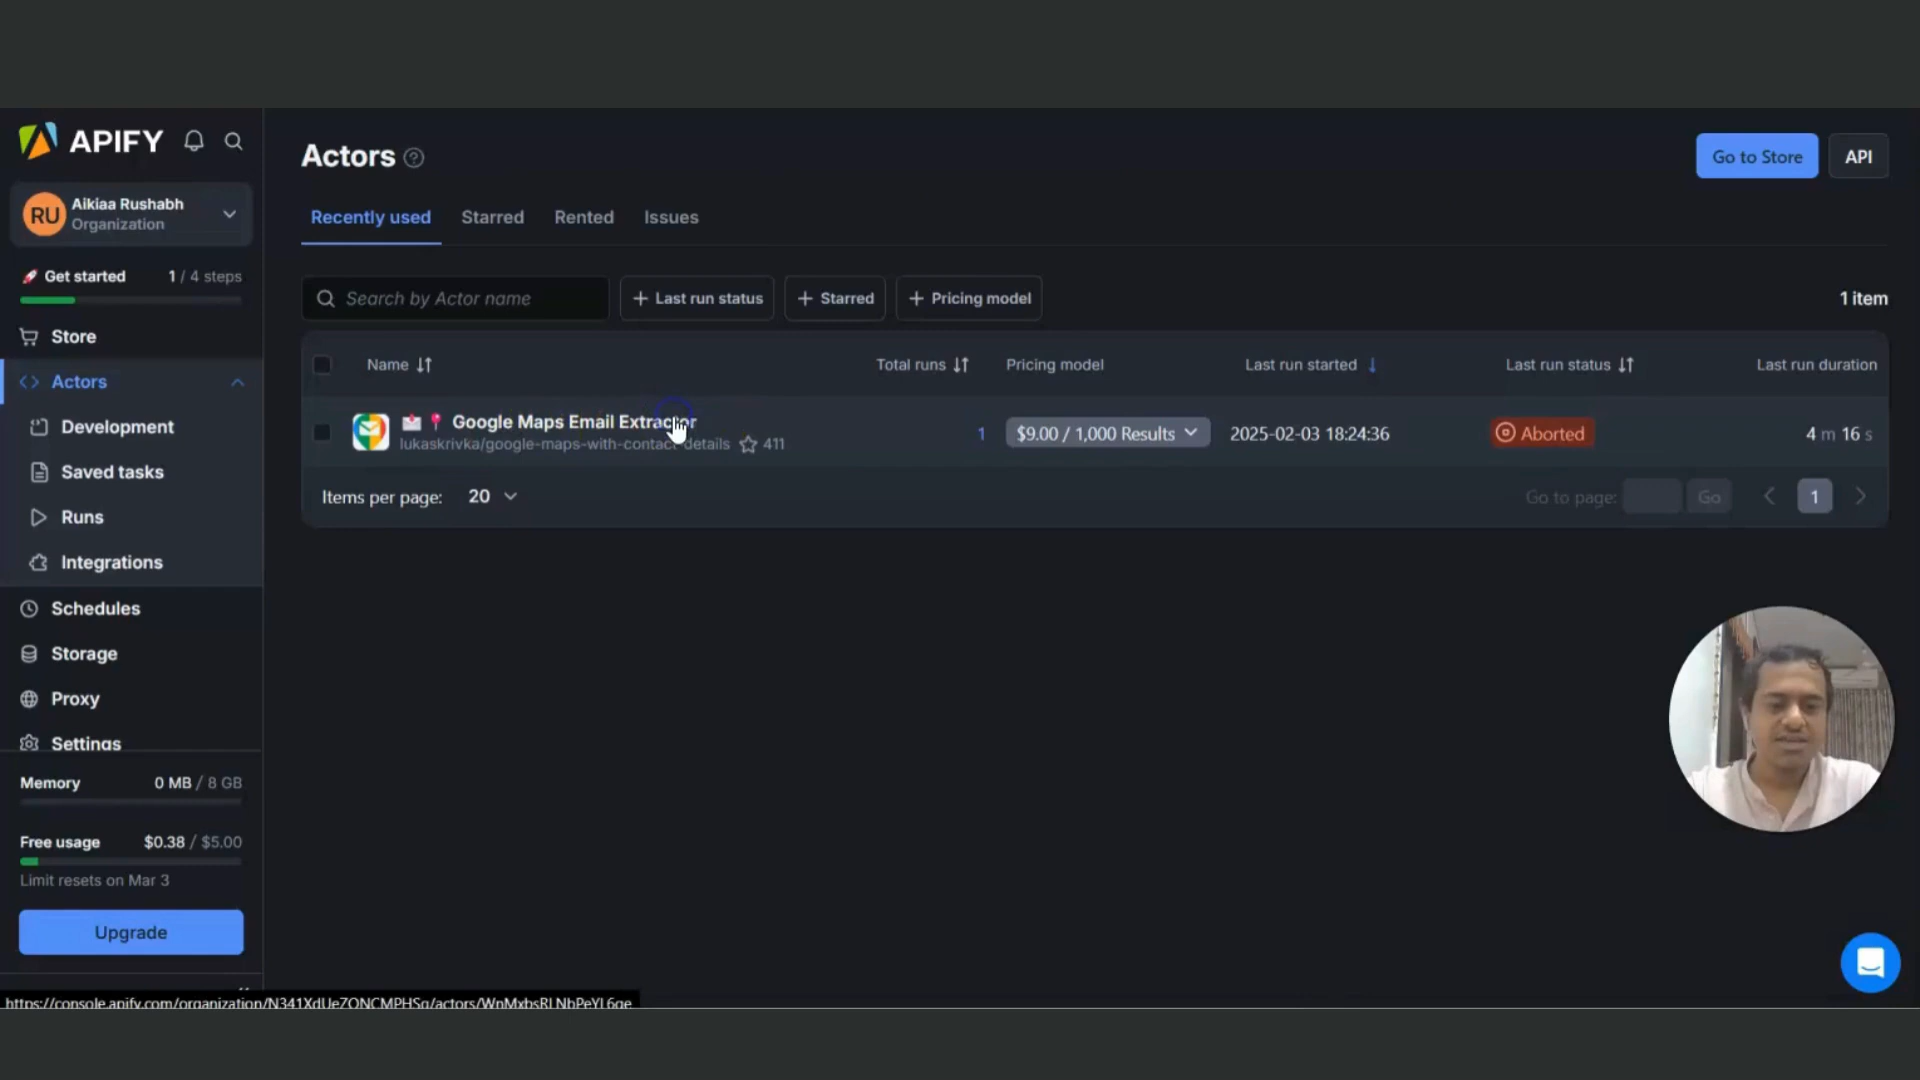 APIFY
RU
Aikiaa Rushabh
Organization
Get started 1 / 4 steps
Store
Actors
Development
Saved tasks
Runs
Integrations
Schedules
Storage
Proxy
Settings
Memory 0 MB / 8 GB
Free usage $0.38 / $5.00
Limit resets on Mar 3
Upgrade
Actors
Go to Store API
Recently used Starred Rented Issues
Search by Actor name Last run status Starred Pricing model 1 item
Name Total runs Pricing model Last run started Last run status Last run duration
Google Maps Email Extractor
lukaskrivka/google-maps-with-contact-details 411
1 $9.00 / 1,000 Results 2025-02-03 18:24:36 Aborted 4 m 16 s
Items per page: 20 Go to page: Go 1